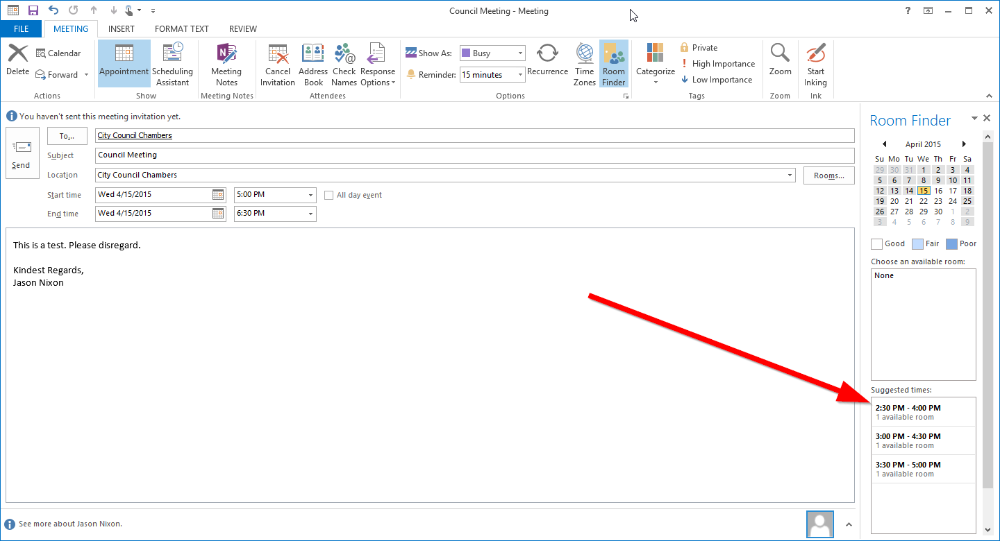 Council Meeting - Meeting
?
FILE MEETING INSERT FORMAT TEXT REVIEW
Delete
Calendar
Forward
Actions
Appointment
Scheduling
Assistant
Show
Meeting
Notes
Meeting Notes
Cancel
Invitation
Address
Book
Check
Names
Response
Options
Attendees
Show As: Busy
Reminder: 15 minutes
Recurrence
Time
Zones
Room
Finder
Options
Categorize
Private
High Importance
Low Importance
Tags
Zoom
Zoom
Start
Inking
Ink
You haven't sent this meeting invitation yet.
Send
To... City Council Chambers
Subject Council Meeting
Location City Council Chambers Rooms...
Start time Wed 4/15/2015 5:00 PM All day event
End time Wed 4/15/2015 6:30 PM
This is a test. Please disregard.
Kindest Regards,
Jason Nixon
See more about Jason Nixon.
Room Finder
April 2015
Su Mo Tu We Th Fr Sa
29 30 31 1 2 3 4
5 6 7 8 9 10 11
12 13 14 15 16 17 18
19 20 21 22 23 24 25
26 27 28 29 30 1 2
3 4 5 6 7 8 9
Good Fair Poor
Choose an available room:
None
Suggested times:
2:30 PM - 4:00 PM
1 available room
3:00 PM - 4:30 PM
1 available room
3:30 PM - 5:00 PM
1 available room